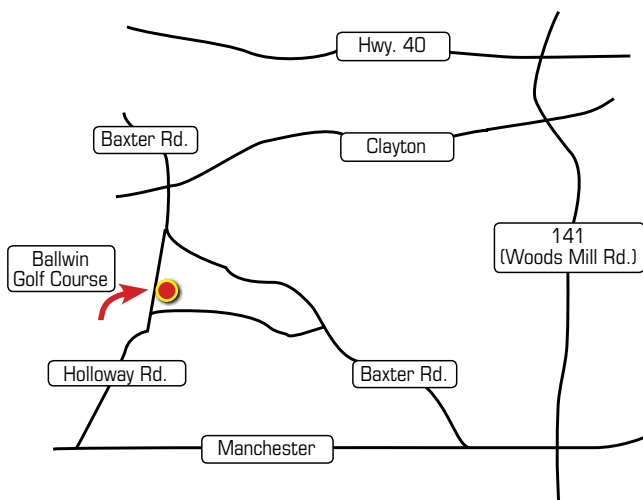 Hwy. 40
Baxter Rd.
Clayton
141
(Woods Mill Rd.)
Ballwin
Golf Course
Holloway Rd.
Baxter Rd.
Manchester